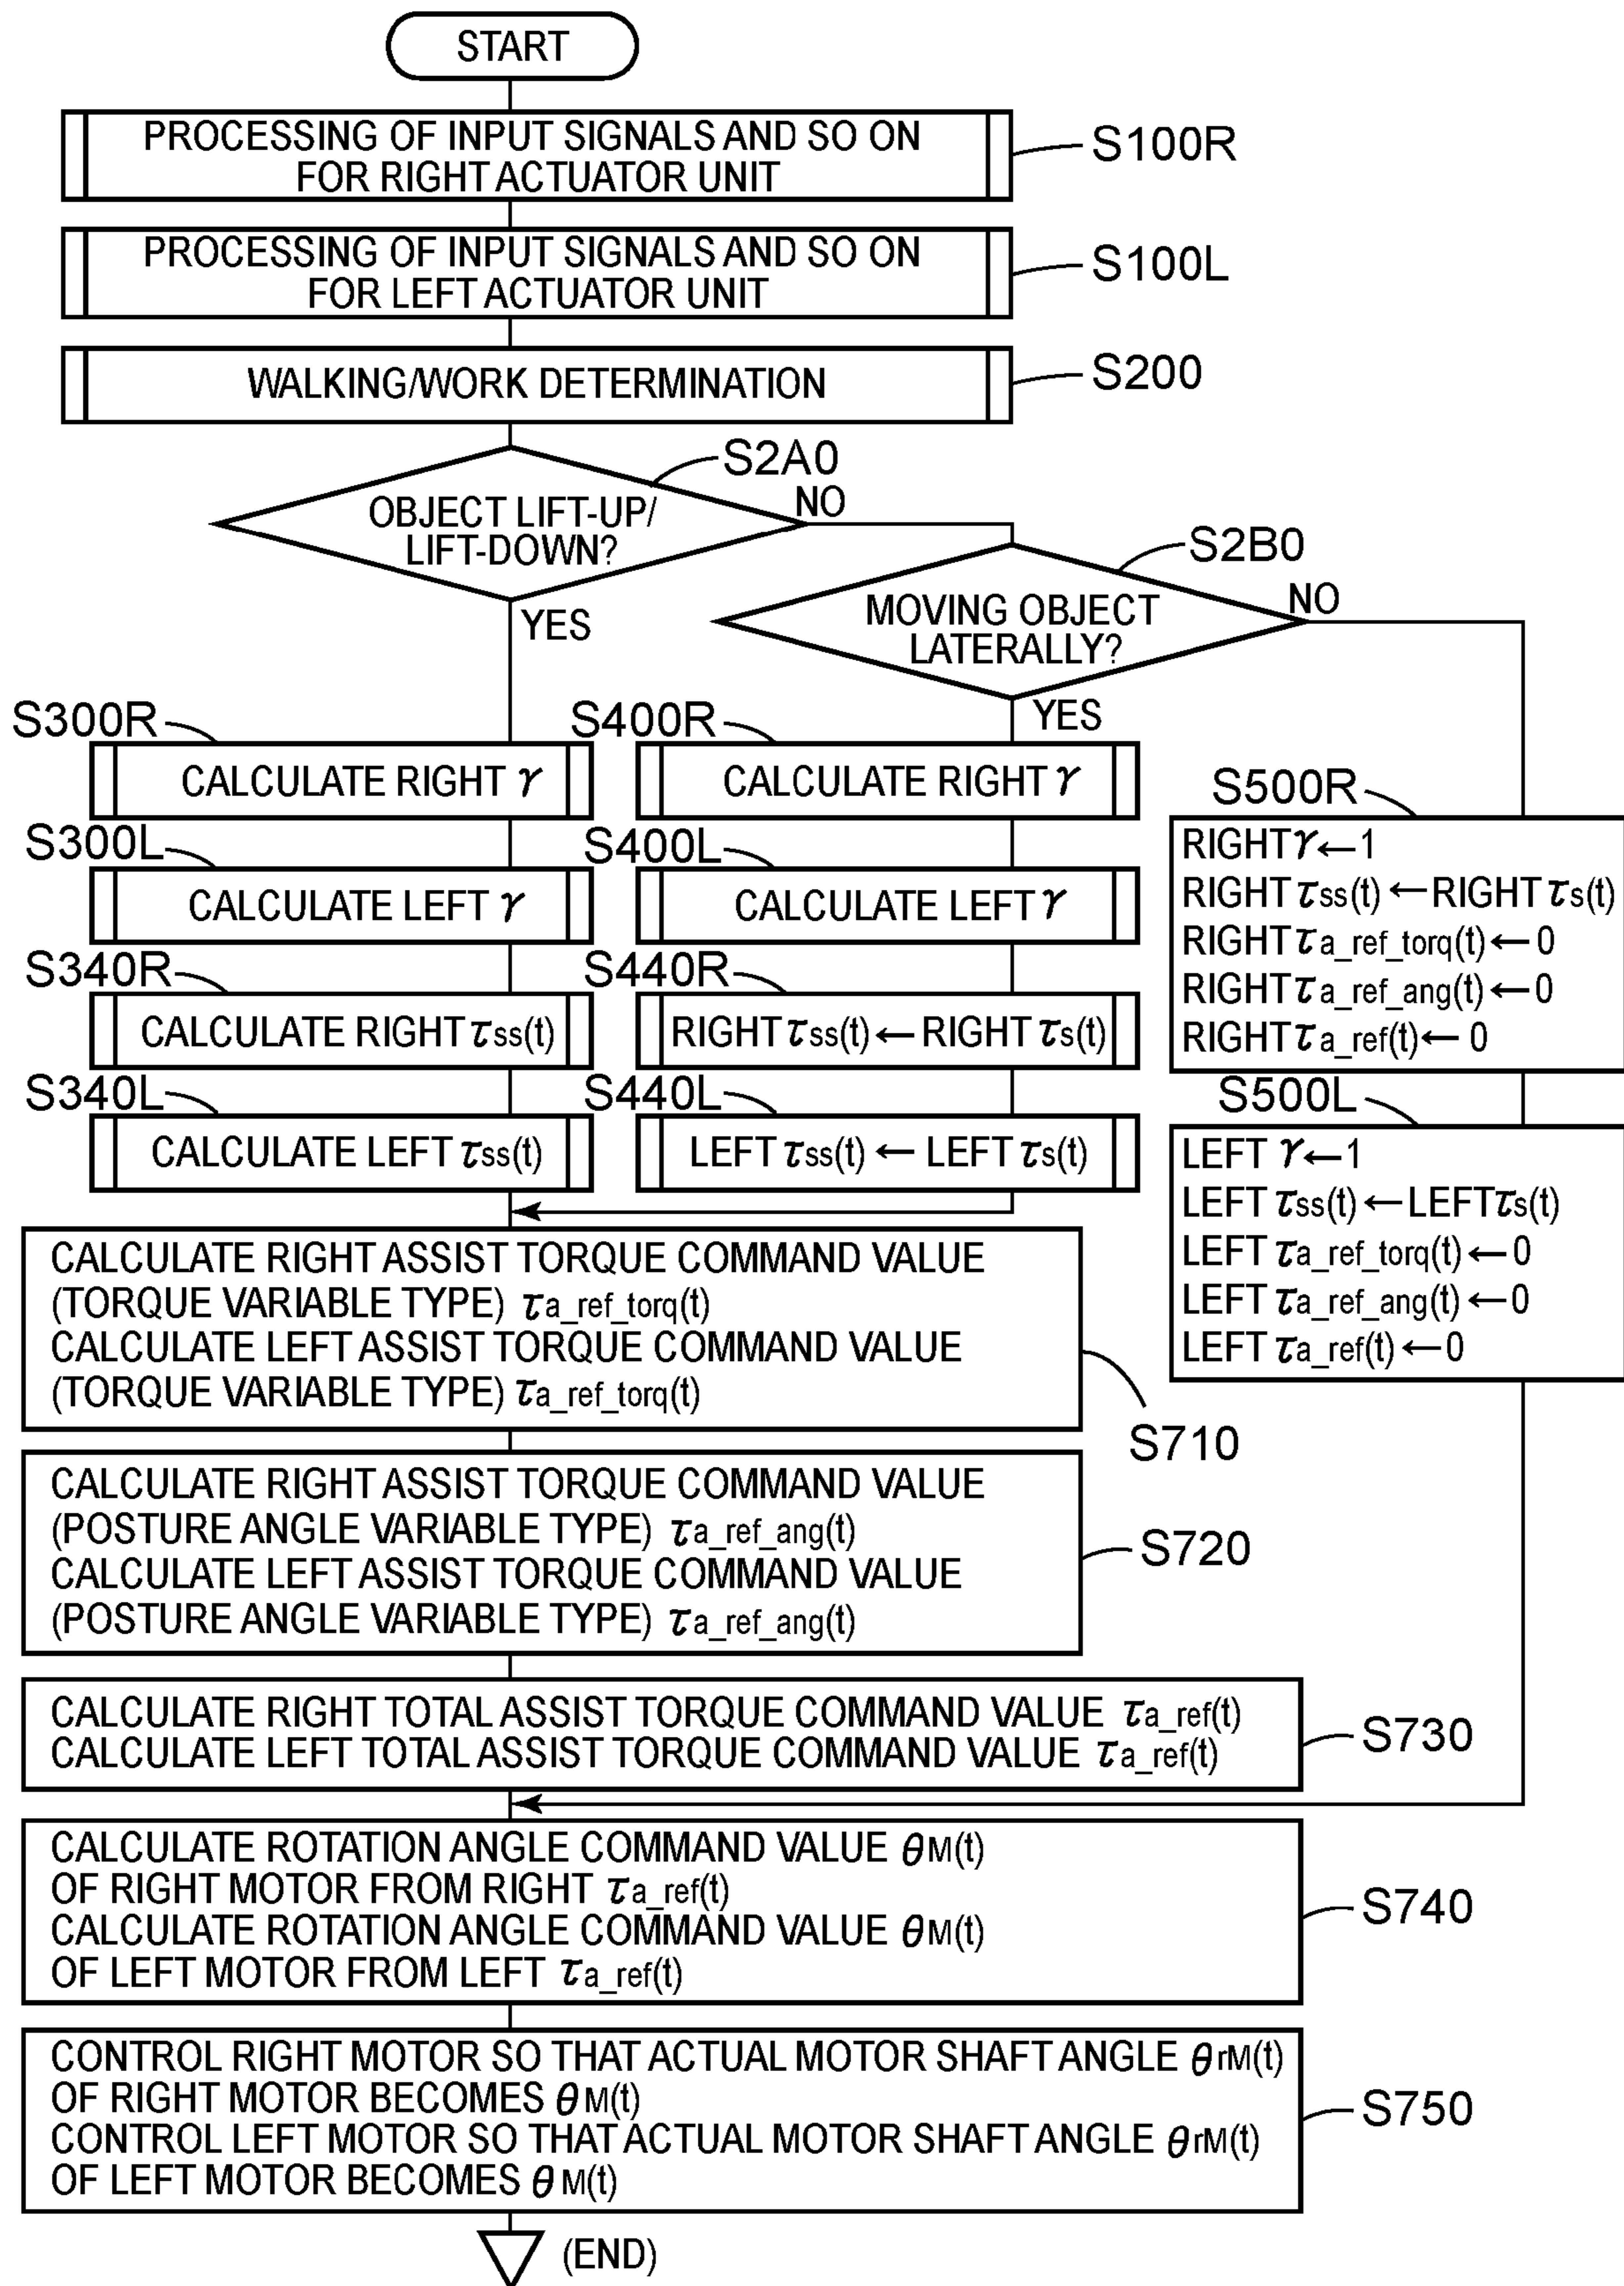 START
PROCESSING OF INPUT SIGNALS AND SO ON
FOR RIGHT ACTUATOR UNIT
S100R
PROCESSING OF INPUT SIGNALS AND SO ON
FOR LEFT ACTUATOR UNIT
S100L
WALKING/WORK DETERMINATION
S200
S2A0
OBJECT LIFT-UP/
LIFT-DOWN?
NO
YES
S2B0
MOVING OBJECT
LATERALLY?
NO
YES
S300R
CALCULATE RIGHT γ
S300L
CALCULATE LEFT γ
S340R
CALCULATE RIGHT τss(t)
S340L
CALCULATE LEFT τss(t)
S400R
CALCULATE RIGHT γ
S400L
CALCULATE LEFT γ
S440R
RIGHT τss(t) ← RIGHT τs(t)
S440L
LEFT τss(t) ← LEFT τs(t)
S500R
RIGHT γ ← 1
RIGHT τss(t) ← RIGHT τs(t)
RIGHT τa_ref_torq(t) ← 0
RIGHT τa_ref_ang(t) ← 0
RIGHT τa_ref(t) ← 0
S500L
LEFT γ ← 1
LEFT τss(t) ← LEFT τs(t)
LEFT τa_ref_torq(t) ← 0
LEFT τa_ref_ang(t) ← 0
LEFT τa_ref(t) ← 0
CALCULATE RIGHT ASSIST TORQUE COMMAND VALUE
(TORQUE VARIABLE TYPE) τa_ref_torq(t)
CALCULATE LEFT ASSIST TORQUE COMMAND VALUE
(TORQUE VARIABLE TYPE) τa_ref_torq(t)
S710
CALCULATE RIGHT ASSIST TORQUE COMMAND VALUE
(POSTURE ANGLE VARIABLE TYPE) τa_ref_ang(t)
CALCULATE LEFT ASSIST TORQUE COMMAND VALUE
(POSTURE ANGLE VARIABLE TYPE) τa_ref_ang(t)
S720
CALCULATE RIGHT TOTAL ASSIST TORQUE COMMAND VALUE τa_ref(t)
CALCULATE LEFT TOTAL ASSIST TORQUE COMMAND VALUE τa_ref(t)
S730
CALCULATE ROTATION ANGLE COMMAND VALUE θM(t)
OF RIGHT MOTOR FROM RIGHT τa_ref(t)
CALCULATE ROTATION ANGLE COMMAND VALUE θM(t)
OF LEFT MOTOR FROM LEFT τa_ref(t)
S740
CONTROL RIGHT MOTOR SO THAT ACTUAL MOTOR SHAFT ANGLE θrM(t)
OF RIGHT MOTOR BECOMES θM(t)
CONTROL LEFT MOTOR SO THAT ACTUAL MOTOR SHAFT ANGLE θrM(t)
OF LEFT MOTOR BECOMES θM(t)
S750
(END)